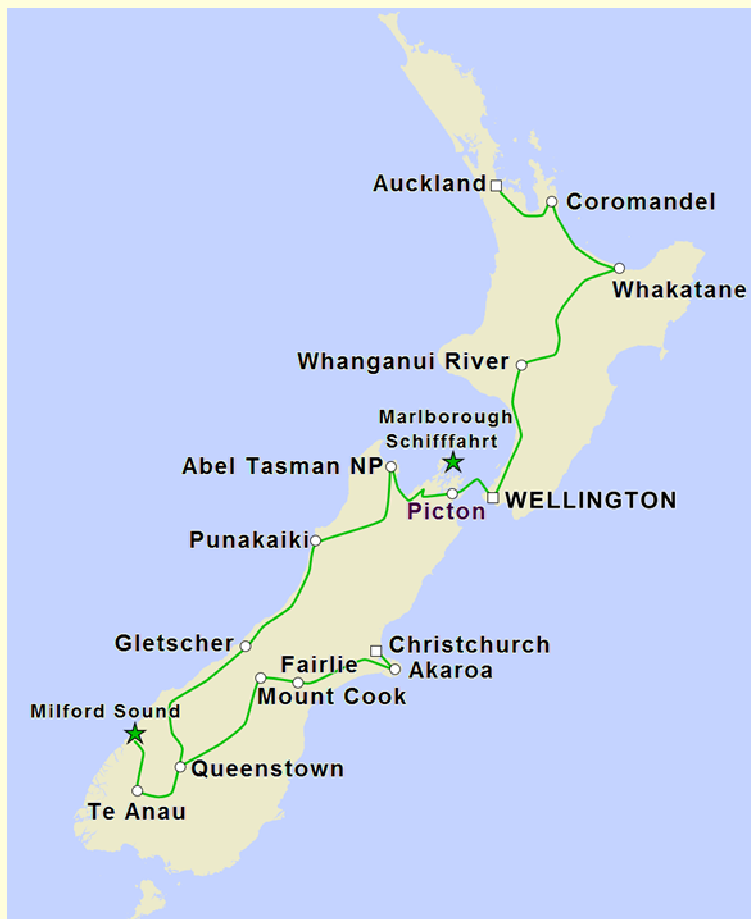 Auckland
Coromandel
Whakatane
Whanganui River
Marlborough
Schifffahrt
Abel Tasman NP
WELLINGTON
Picton
Punakaiki
Gletscher
Christchurch
Fairlie
Akaroa
Mount Cook
Milford Sound
Queenstown
Te Anau